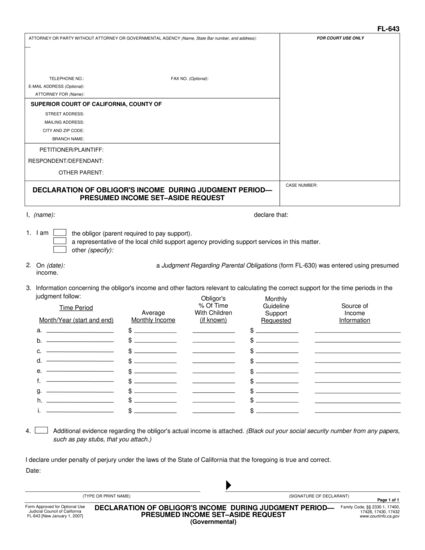 FL-643
ATTORNEY OR PARTY WITHOUT ATTORNEY OR GOVERNMENTAL AGENCY (Name, State Bar number, and address):
FOR COURT USE ONLY
TELEPHONE NO.: FAX NO. (Optional):
E-MAIL ADDRESS (Optional):
ATTORNEY FOR (Name):
SUPERIOR COURT OF CALIFORNIA, COUNTY OF
STREET ADDRESS:
MAILING ADDRESS:
CITY AND ZIP CODE:
BRANCH NAME:
PETITIONER/PLAINTIFF:
RESPONDENT/DEFENDANT:
OTHER PARENT:
DECLARATION OF OBLIGOR'S INCOME DURING JUDGMENT PERIOD—
PRESUMED INCOME SET–ASIDE REQUEST
CASE NUMBER:
I, (name): declare that:
1. I am the obligor (parent required to pay support).
a representative of the local child support agency providing support services in this matter.
other (specify):
2. On (date): a Judgment Regarding Parental Obligations (form FL-630) was entered using presumed
income.
3. Information concerning the obligor's income and other factors relevant to calculating the correct support for the time periods in the
judgment follow:
Time Period
Month/Year (start and end)
Average
Monthly Income
Obligor's
% Of Time
With Children
(if known)
Monthly
Guideline
Support
Requested
Source of
Income
Information
a. $ $
b. $ $
c. $ $
d. $ $
e. $ $
f. $ $
g. $ $
h. $ $
i. $ $
4. Additional evidence regarding the obligor's actual income is attached. (Black out your social security number from any papers,
such as pay stubs, that you attach.)
I declare under penalty of perjury under the laws of the State of California that the foregoing is true and correct.
Date:
(TYPE OR PRINT NAME) (SIGNATURE OF DECLARANT)
Page 1 of 1
Form Approved for Optional Use
Judicial Council of California
FL-643 [New January 1, 2007]
DECLARATION OF OBLIGOR'S INCOME DURING JUDGMENT PERIOD—
PRESUMED INCOME SET–ASIDE REQUEST
(Governmental)
Family Code, §§ 2330.1, 17400,
17428, 17430, 17432
www.courtinfo.ca.gov